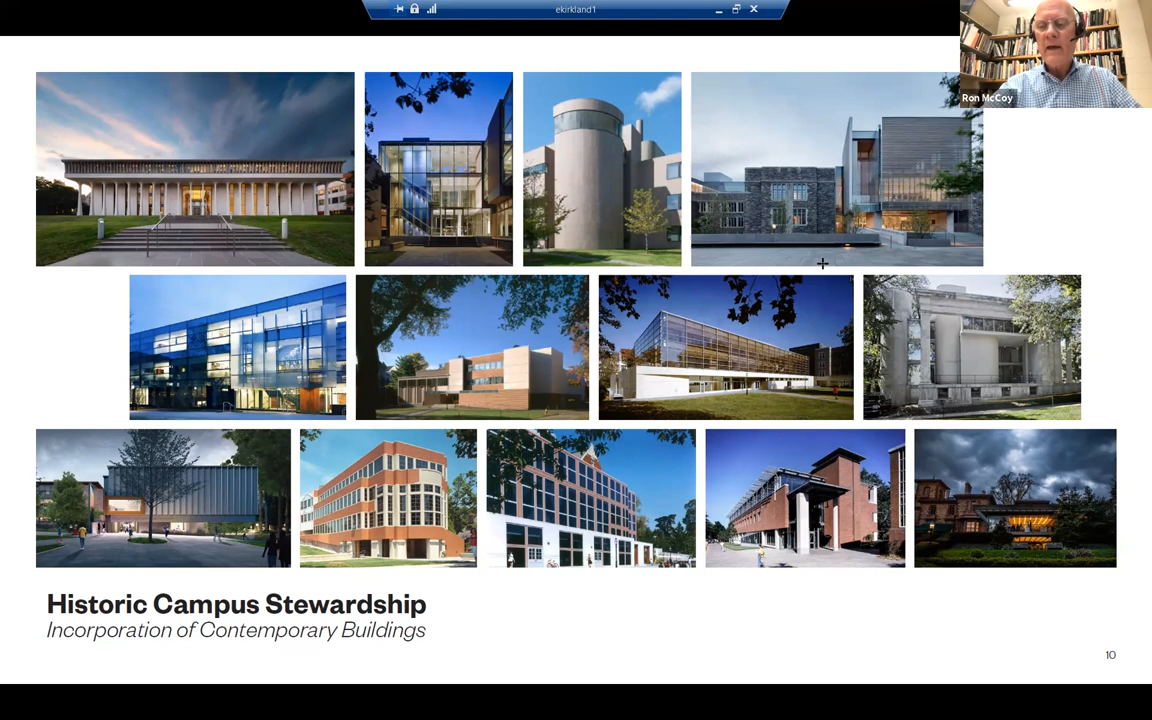 ekirkland1
Ron McCoy
Historic Campus Stewardship
Incorporation of Contemporary Buildings
10